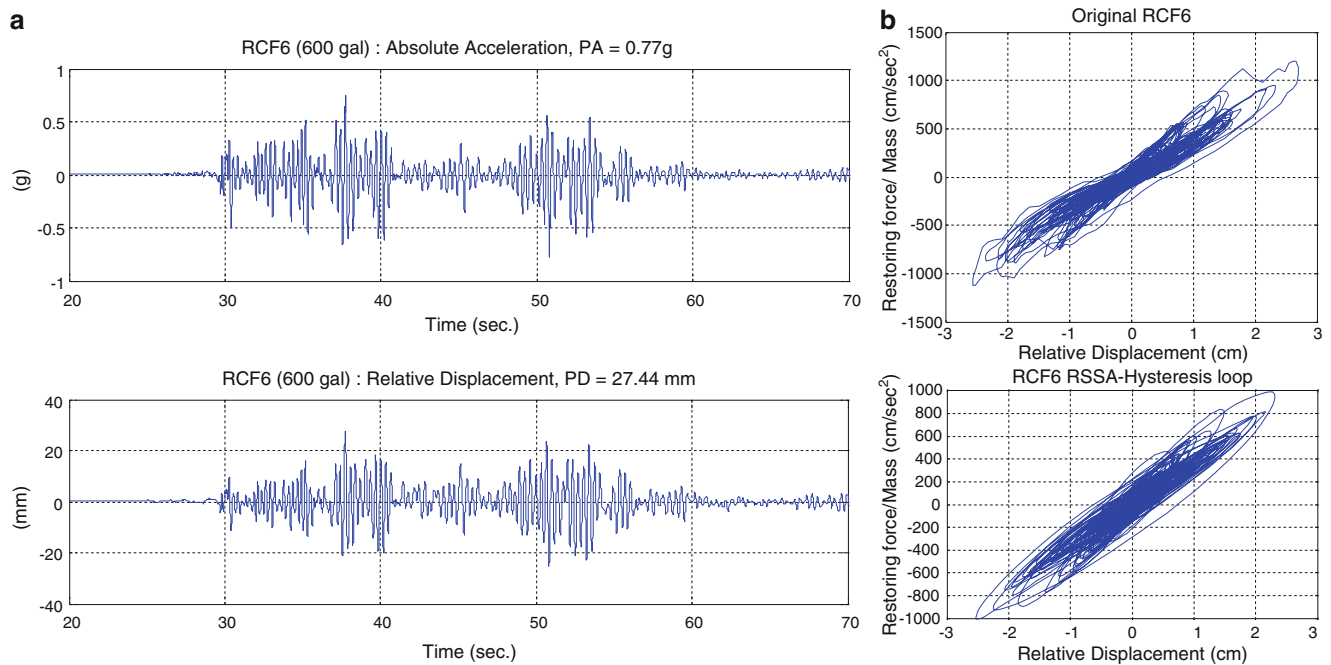 a
RCF6 (600 gal) : Absolute Acceleration, PA = 0.77g
1
0.5
0
-0.5
-1
(g)
20 30 40 50 60 70
Time (sec.)
RCF6 (600 gal) : Relative Displacement, PD = 27.44 mm
40
20
0
-20
-40
(mm)
20 30 40 50 60 70
Time (sec.)
b
Original RCF6
1500
1000
500
0
-500
-1000
-1500
Restoring force/ Mass (cm/sec²)
-3 -2 -1 0 1 2 3
Relative Displacement (cm)
RCF6 RSSA-Hysteresis loop
1000
800
600
400
200
0
-200
-400
-600
-800
-1000
Restoring force/Mass (cm/sec²)
-3 -2 -1 0 1 2 3
Relative Displacement (cm)